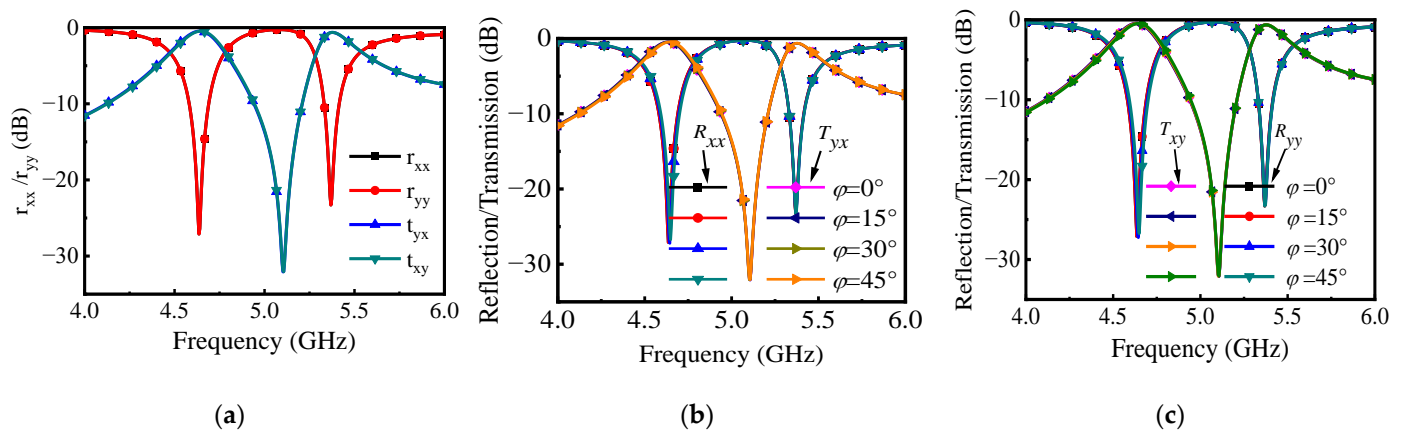 r_xx /r_yy (dB)
0
−10
−20
−30
r_xx
r_yy
t_yx
t_xy
4.0 4.5 5.0 5.5 6.0
Frequency (GHz)
(a)
Reflection/Transmission (dB)
0
−10
−20
−30
R_xx T_yx
φ=0°
φ=15°
φ=30°
φ=45°
4.0 4.5 5.0 5.5 6.0
Frequency (GHz)
(b)
Reflection/Transmission (dB)
0
−10
−20
−30
T_xy R_yy
φ=0°
φ=15°
φ=30°
φ=45°
4.0 4.5 5.0 5.5 6.0
Frequency (GHz)
(c)